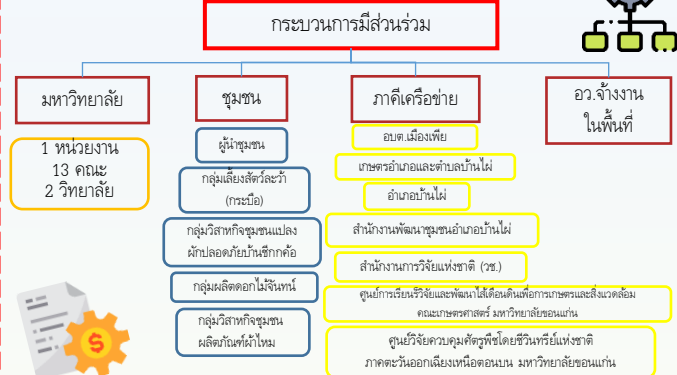 กระบวนการมีส่วนร่วม
มหาวิทยาลัย
1 หน่วยงาน
13 คณะ
2 วิทยาลัย
ชุมชน
ผู้นำชุมชน
กลุ่มเลี้ยงสัตว์ละว้า
(กระบือ)
กลุ่มวิสาหกิจชุมชนแปลง
ผักปลอดภัยบ้านชีกกค้อ
กลุ่มผลิตดอกไม้จันทน์
กลุ่มวิสาหกิจชุมชน
ผลิตภัณฑ์ผ้าไหม
ภาคีเครือข่าย
อบต.เมืองเพีย
เกษตรอำเภอและตำบลบ้านไผ่
อำเภอบ้านไผ่
สำนักงานพัฒนาชุมชนอำเภอบ้านไผ่
สำนักงานการวิจัยแห่งชาติ (วช.)
ศูนย์การเรียนรู้วิจัยและพัฒนาไส้เดือนดินเพื่อการเกษตรและสิ่งแวดล้อม
คณะเกษตรศาสตร์ มหาวิทยาลัยขอนแก่น
ศูนย์วิจัยควบคุมศัตรูพืชโดยชีวินทรีย์แห่งชาติ
ภาคตะวันออกเฉียงเหนือตอนบน มหาวิทยาลัยขอนแก่น
อว.จ้างงาน
ในพื้นที่